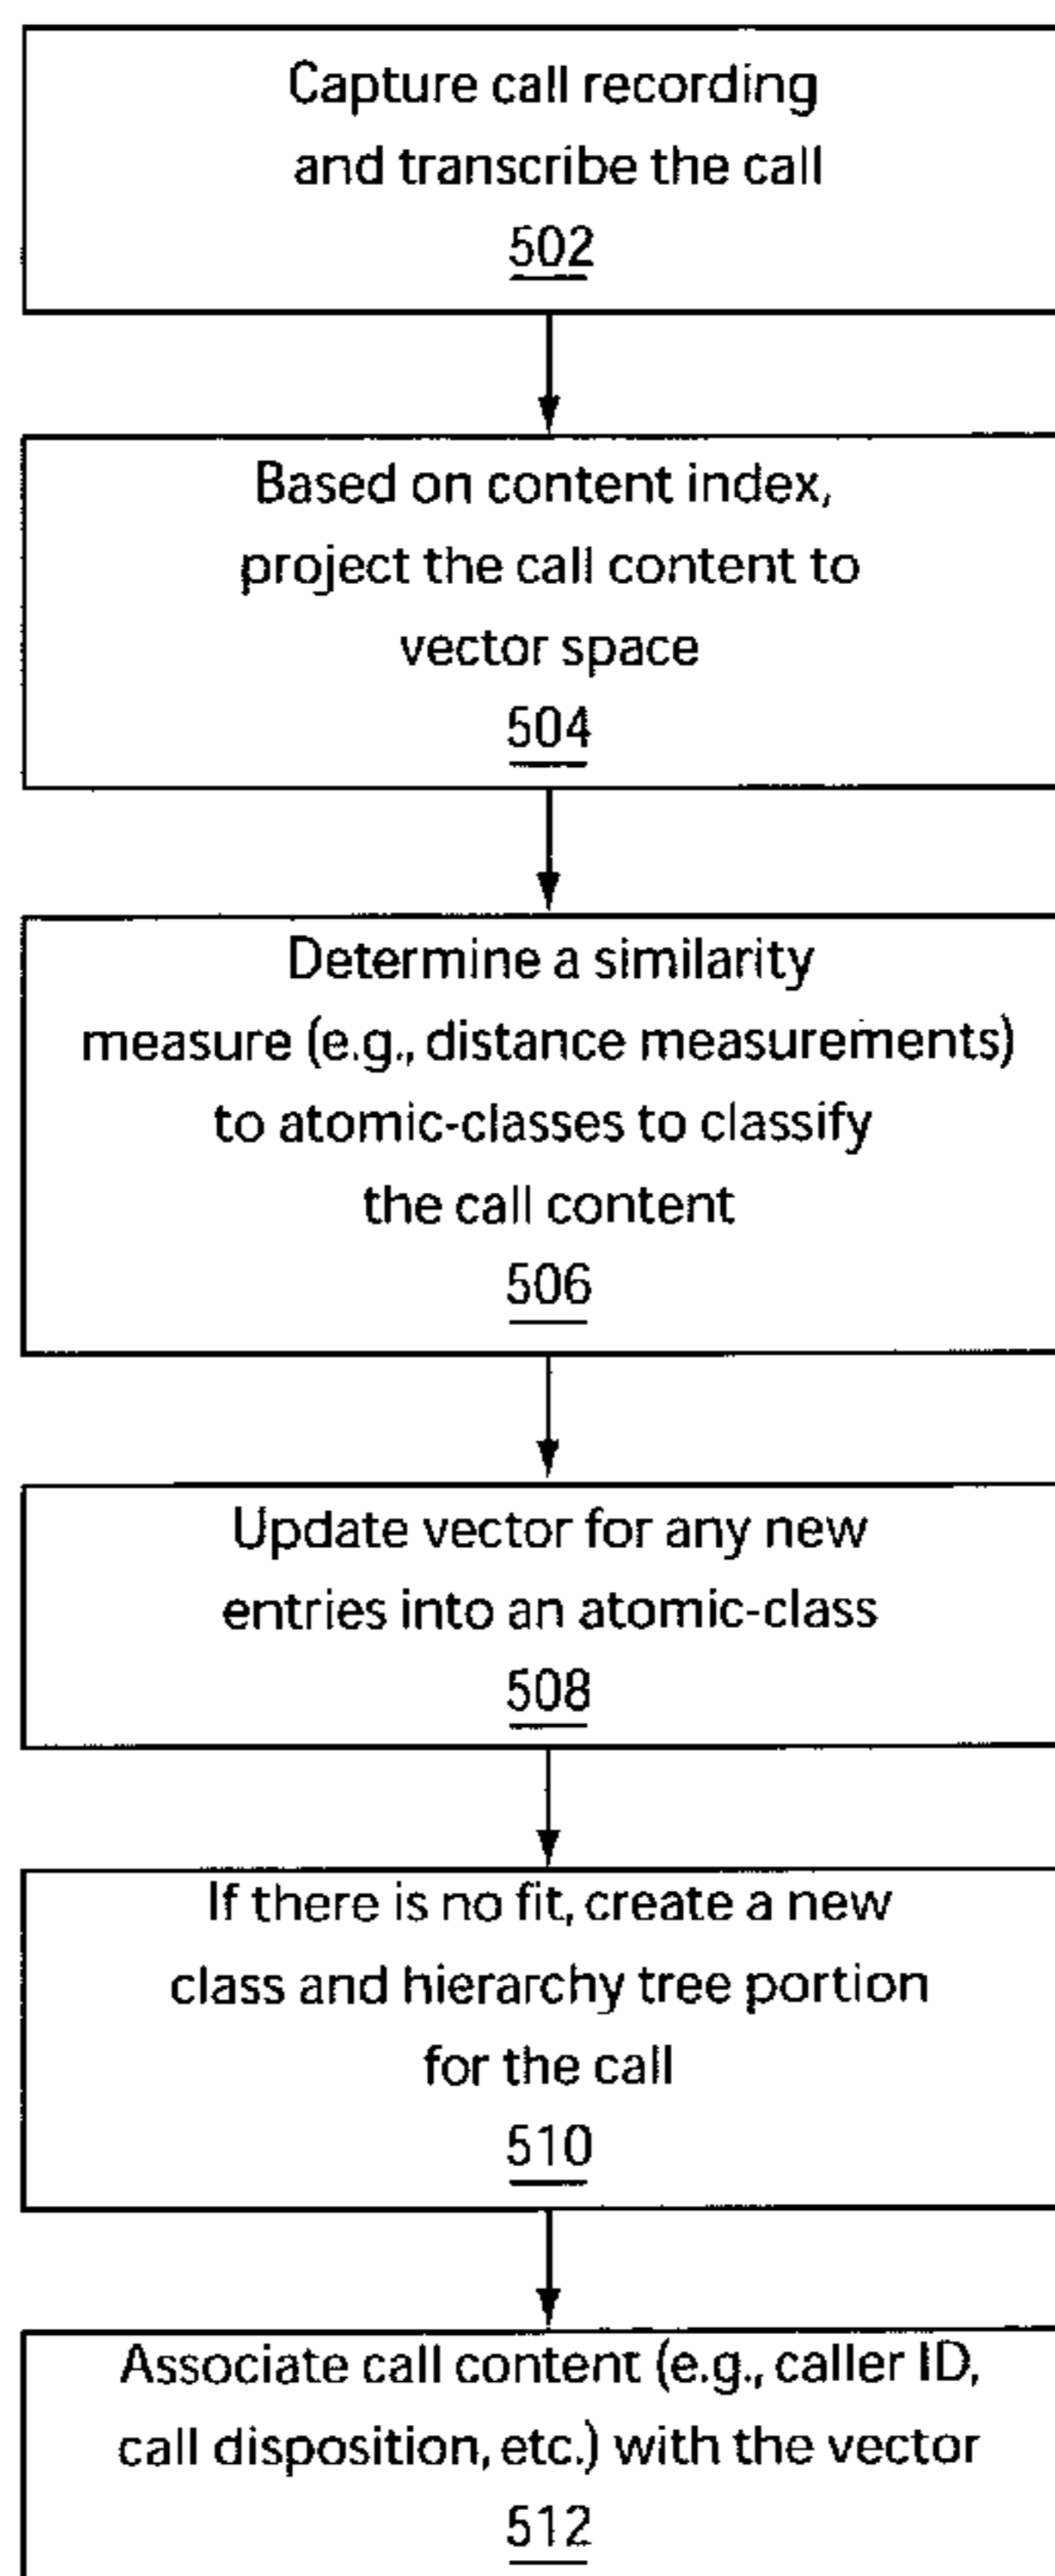 Capture call recording
and transcribe the call
502
Based on content index,
project the call content to
vector space
504
Determine a similarity
measure (e.g., distance measurements)
to atomic-classes to classify
the call content
506
Update vector for any new
entries into an atomic-class
508
If there is no fit, create a new
class and hierarchy tree portion
for the call
510
Associate call content (e.g., caller ID,
call disposition, etc.) with the vector
512